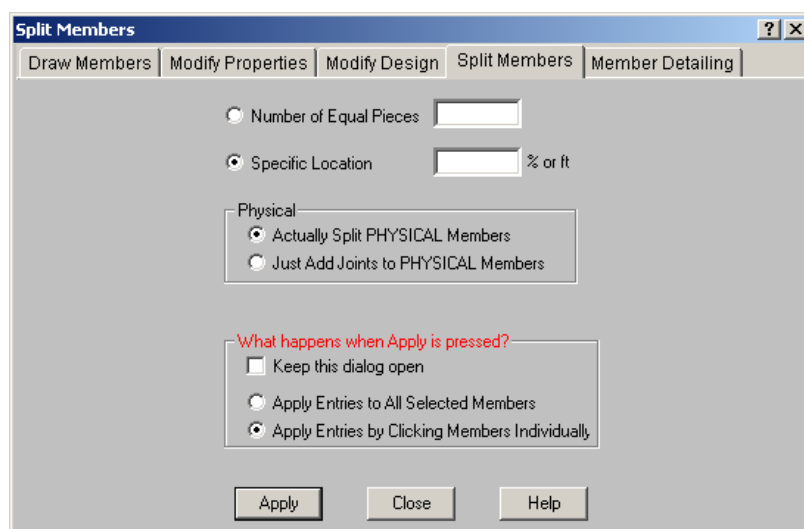 Split Members
Draw Members Modify Properties Modify Design Split Members Member Detailing
Number of Equal Pieces
Specific Location % or ft
Physical
Actually Split PHYSICAL Members
Just Add Joints to PHYSICAL Members
What happens when Apply is pressed?
Keep this dialog open
Apply Entries to All Selected Members
Apply Entries by Clicking Members Individually
Apply Close Help